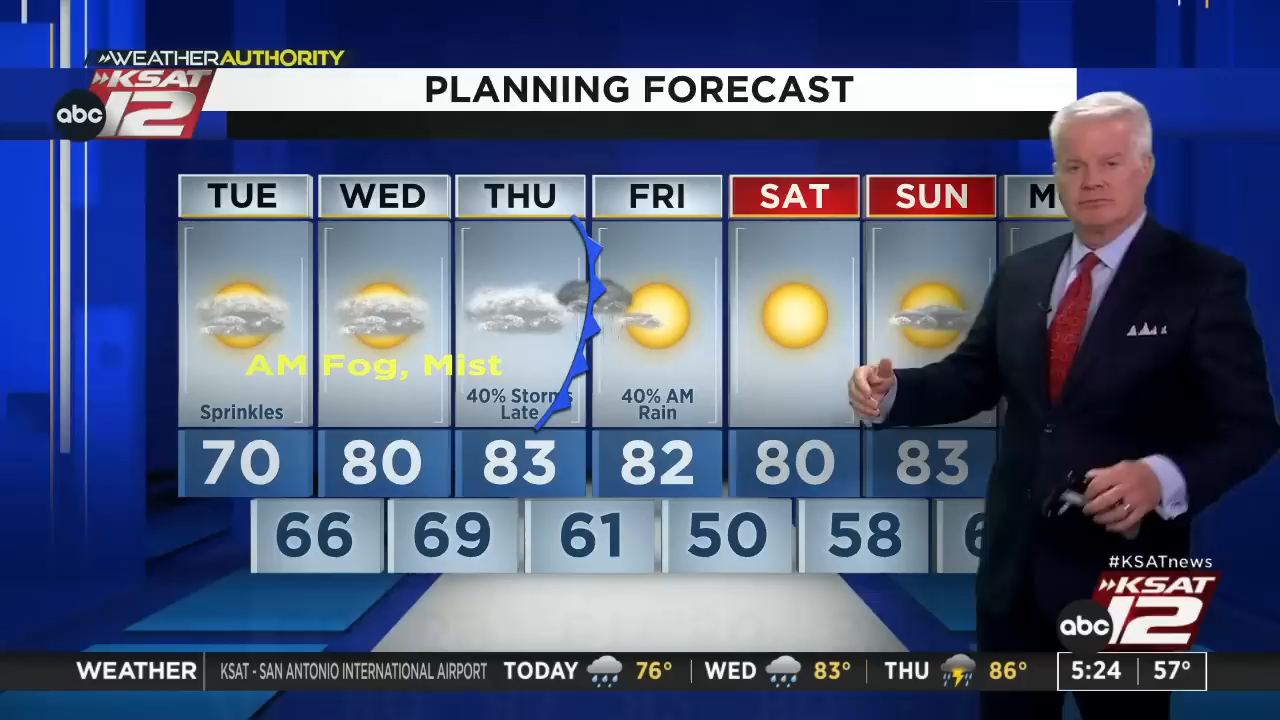 »WEATHERAUTHORITY
»KSAT
abc 12
PLANNING FORECAST
TUE WED THU FRI SAT SUN
AM Fog, Mist
Sprinkles
40% Storms
Late
40% AM
Rain
70 80 83 82 80 83
66 69 61 50 58
#KSATnews
»KSAT
abc 12
WEATHER KSAT - SAN ANTONIO INTERNATIONAL AIRPORT TODAY 76° WED 83° THU 86° 5:24 57°